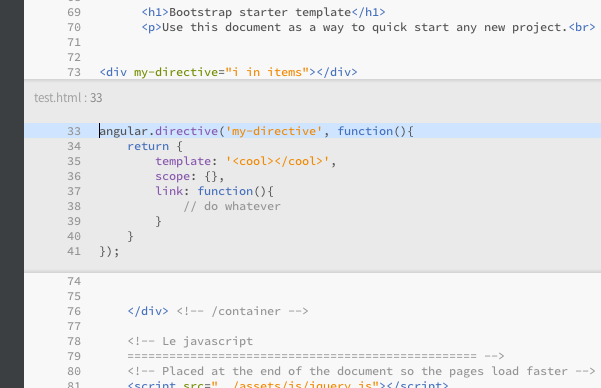 69 <h1>Bootstrap starter template</h1>
70 <p>Use this document as a way to quick start any new project.<br>
71
72
73 <div my-directive="i in items"></div>
test.html : 33
33 angular.directive('my-directive', function(){
34 return {
35 template: '<cool></cool>',
36 scope: {},
37 link: function(){
38 // do whatever
39 }
40 }
41 });
74
75
76 </div> <!-- /container -->
77
78 <!-- Le javascript
79 ================================================== -->
80 <!-- Placed at the end of the document so the pages load faster -->
81 <script src="../assets/js/jquery.js"></script>